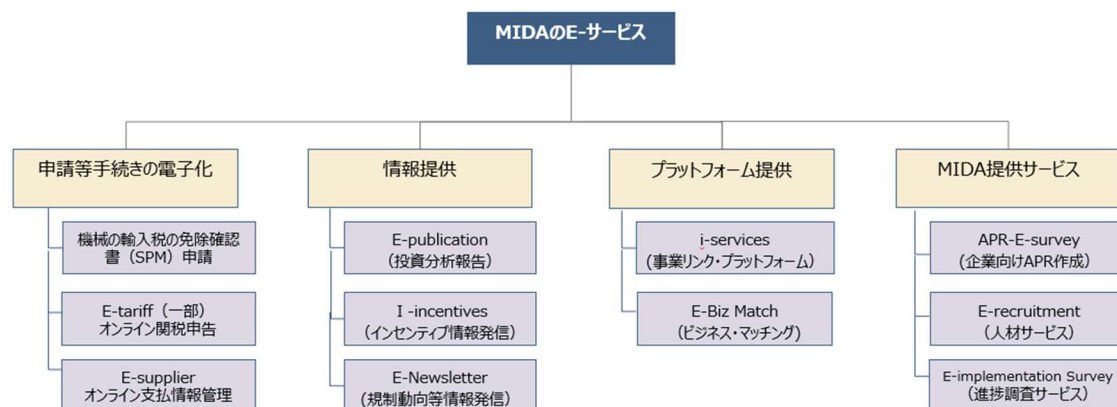 MIDAのE-サービス
申請等手続きの電子化
機械の輸入税の免除確認
書（SPM）申請
E-tariff（一部）
オンライン関税申告
E-supplier
オンライン支払情報管理
情報提供
E-publication
（投資分析報告）
I -incentives
（インセンティブ情報発信）
E-Newsletter
（規制動向等情報発信）
プラットフォーム提供
i-services
（事業リンク・プラットフォーム）
E-Biz Match
（ビジネス・マッチング）
MIDA提供サービス
APR-E-survey
（企業向けAPR作成）
E-recruitment
（人材サービス）
E-implementation Survey
（進捗調査サービス）